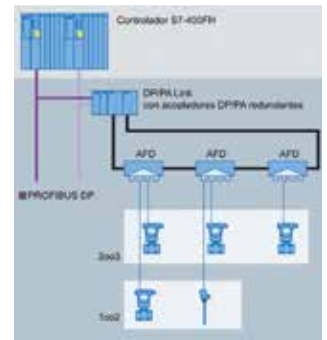 Controlador S7-400FH
DP/PA Link
con acopladores DP/PA redundantes
AFD
AFD
AFD
PROFIBUS DP
2oo3
1oo2